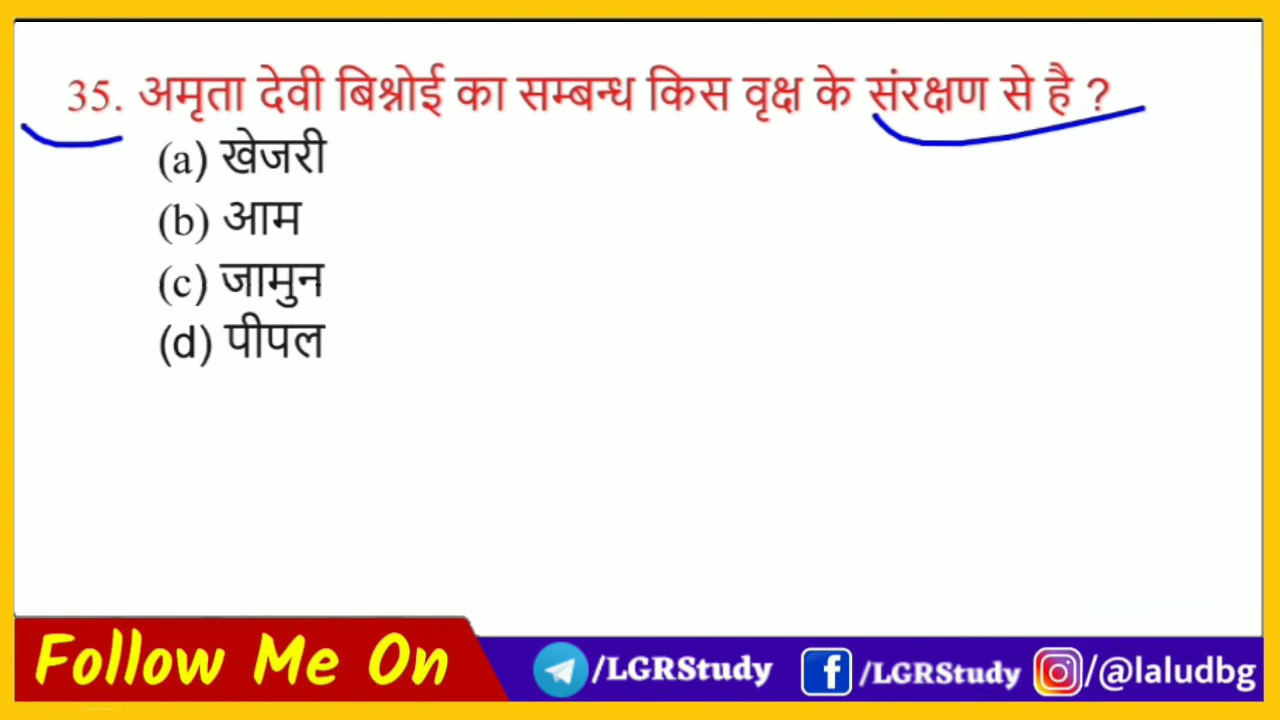 35. अमृता देवी बिश्नोई का सम्बन्ध किस वृक्ष के संरक्षण से है ?
(a) खेजरी
(b) आम
(c) जामुन
(d) पीपल
Follow Me On /LGRStudy /LGRStudy /@laludbg